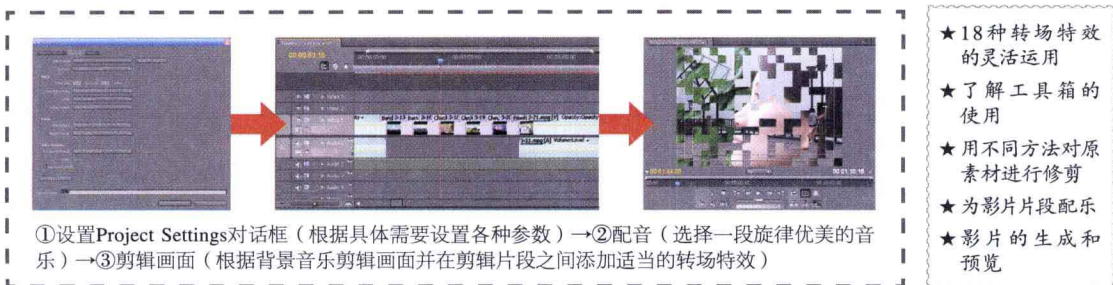 ①设置Project Settings对话框（根据具体需要设置各种参数）→②配音（选择一段旋律优美的音
乐）→③剪辑画面（根据背景音乐剪辑画面并在剪辑片段之间添加适当的转场特效）
★18种转场特效
的灵活运用
★了解工具箱的
使用
★用不同方法对原
素材进行修剪
★为影片片段配乐
★影片的生成和
预览